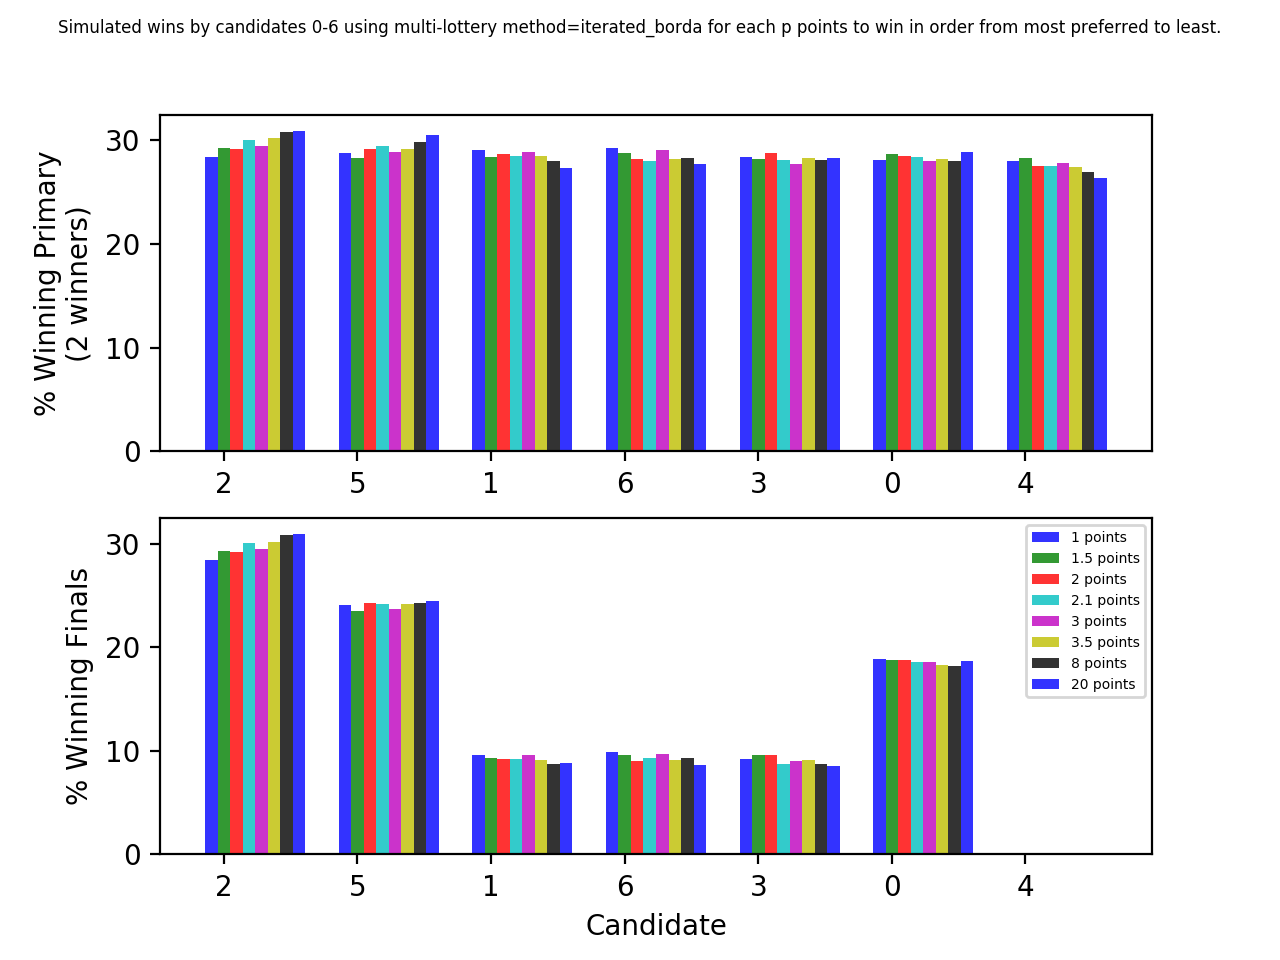 Simulated wins by candidates 0-6 using multi-lottery method=iterated_borda for each p points to win in order from most preferred to least.
% Winning Primary
(2 winners)
30
20
10
0
2 5 1 6 3 0 4
% Winning Finals
30
20
10
0
1 points
1.5 points
2 points
2.1 points
3 points
3.5 points
8 points
20 points
2 5 1 6 3 0 4
Candidate